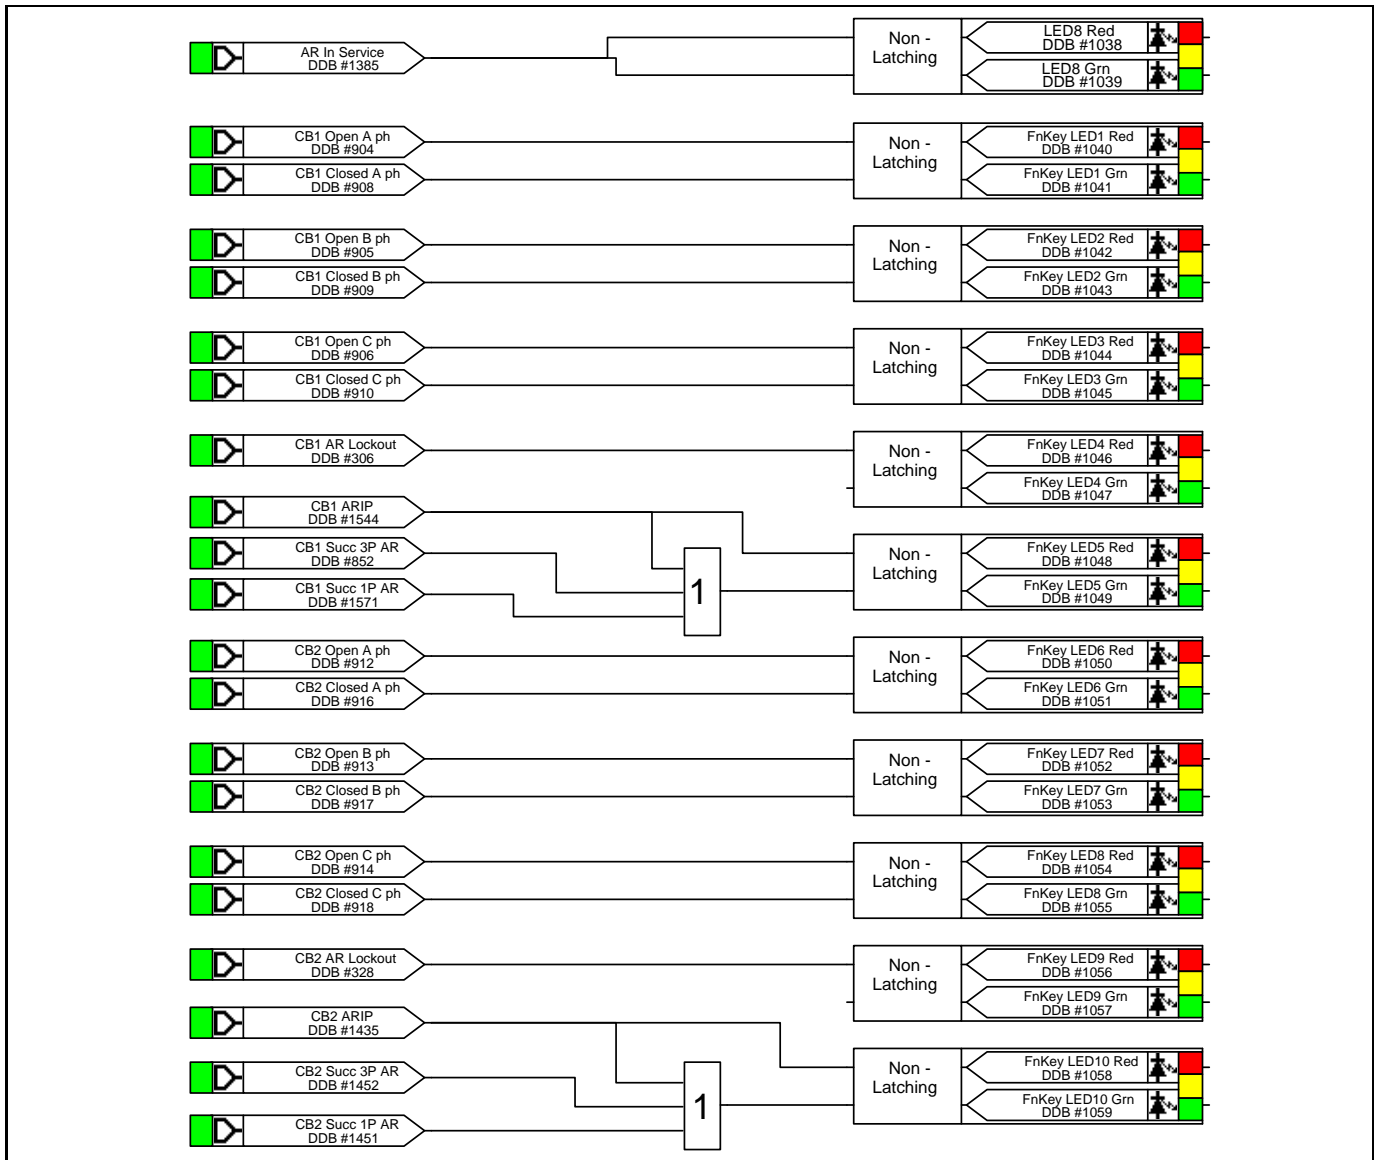 AR In Service
DDB #1385
Non -
Latching
LED8 Red
DDB #1038
LED8 Grn
DDB #1039
CB1 Open A ph
DDB #904
CB1 Closed A ph
DDB #908
Non -
Latching
FnKey LED1 Red
DDB #1040
FnKey LED1 Grn
DDB #1041
CB1 Open B ph
DDB #905
CB1 Closed B ph
DDB #909
Non -
Latching
FnKey LED2 Red
DDB #1042
FnKey LED2 Grn
DDB #1043
CB1 Open C ph
DDB #906
CB1 Closed C ph
DDB #910
Non -
Latching
FnKey LED3 Red
DDB #1044
FnKey LED3 Grn
DDB #1045
CB1 AR Lockout
DDB #306
Non -
Latching
FnKey LED4 Red
DDB #1046
FnKey LED4 Grn
DDB #1047
CB1 ARIP
DDB #1544
CB1 Succ 3P AR
DDB #852
CB1 Succ 1P AR
DDB #1571
1
Non -
Latching
FnKey LED5 Red
DDB #1048
FnKey LED5 Grn
DDB #1049
CB2 Open A ph
DDB #912
CB2 Closed A ph
DDB #916
Non -
Latching
FnKey LED6 Red
DDB #1050
FnKey LED6 Grn
DDB #1051
CB2 Open B ph
DDB #913
CB2 Closed B ph
DDB #917
Non -
Latching
FnKey LED7 Red
DDB #1052
FnKey LED7 Grn
DDB #1053
CB2 Open C ph
DDB #914
CB2 Closed C ph
DDB #918
Non -
Latching
FnKey LED8 Red
DDB #1054
FnKey LED8 Grn
DDB #1055
CB2 AR Lockout
DDB #328
Non -
Latching
FnKey LED9 Red
DDB #1056
FnKey LED9 Grn
DDB #1057
CB2 ARIP
DDB #1435
CB2 Succ 3P AR
DDB #1452
CB2 Succ 1P AR
DDB #1451
1
Non -
Latching
FnKey LED10 Red
DDB #1058
FnKey LED10 Grn
DDB #1059